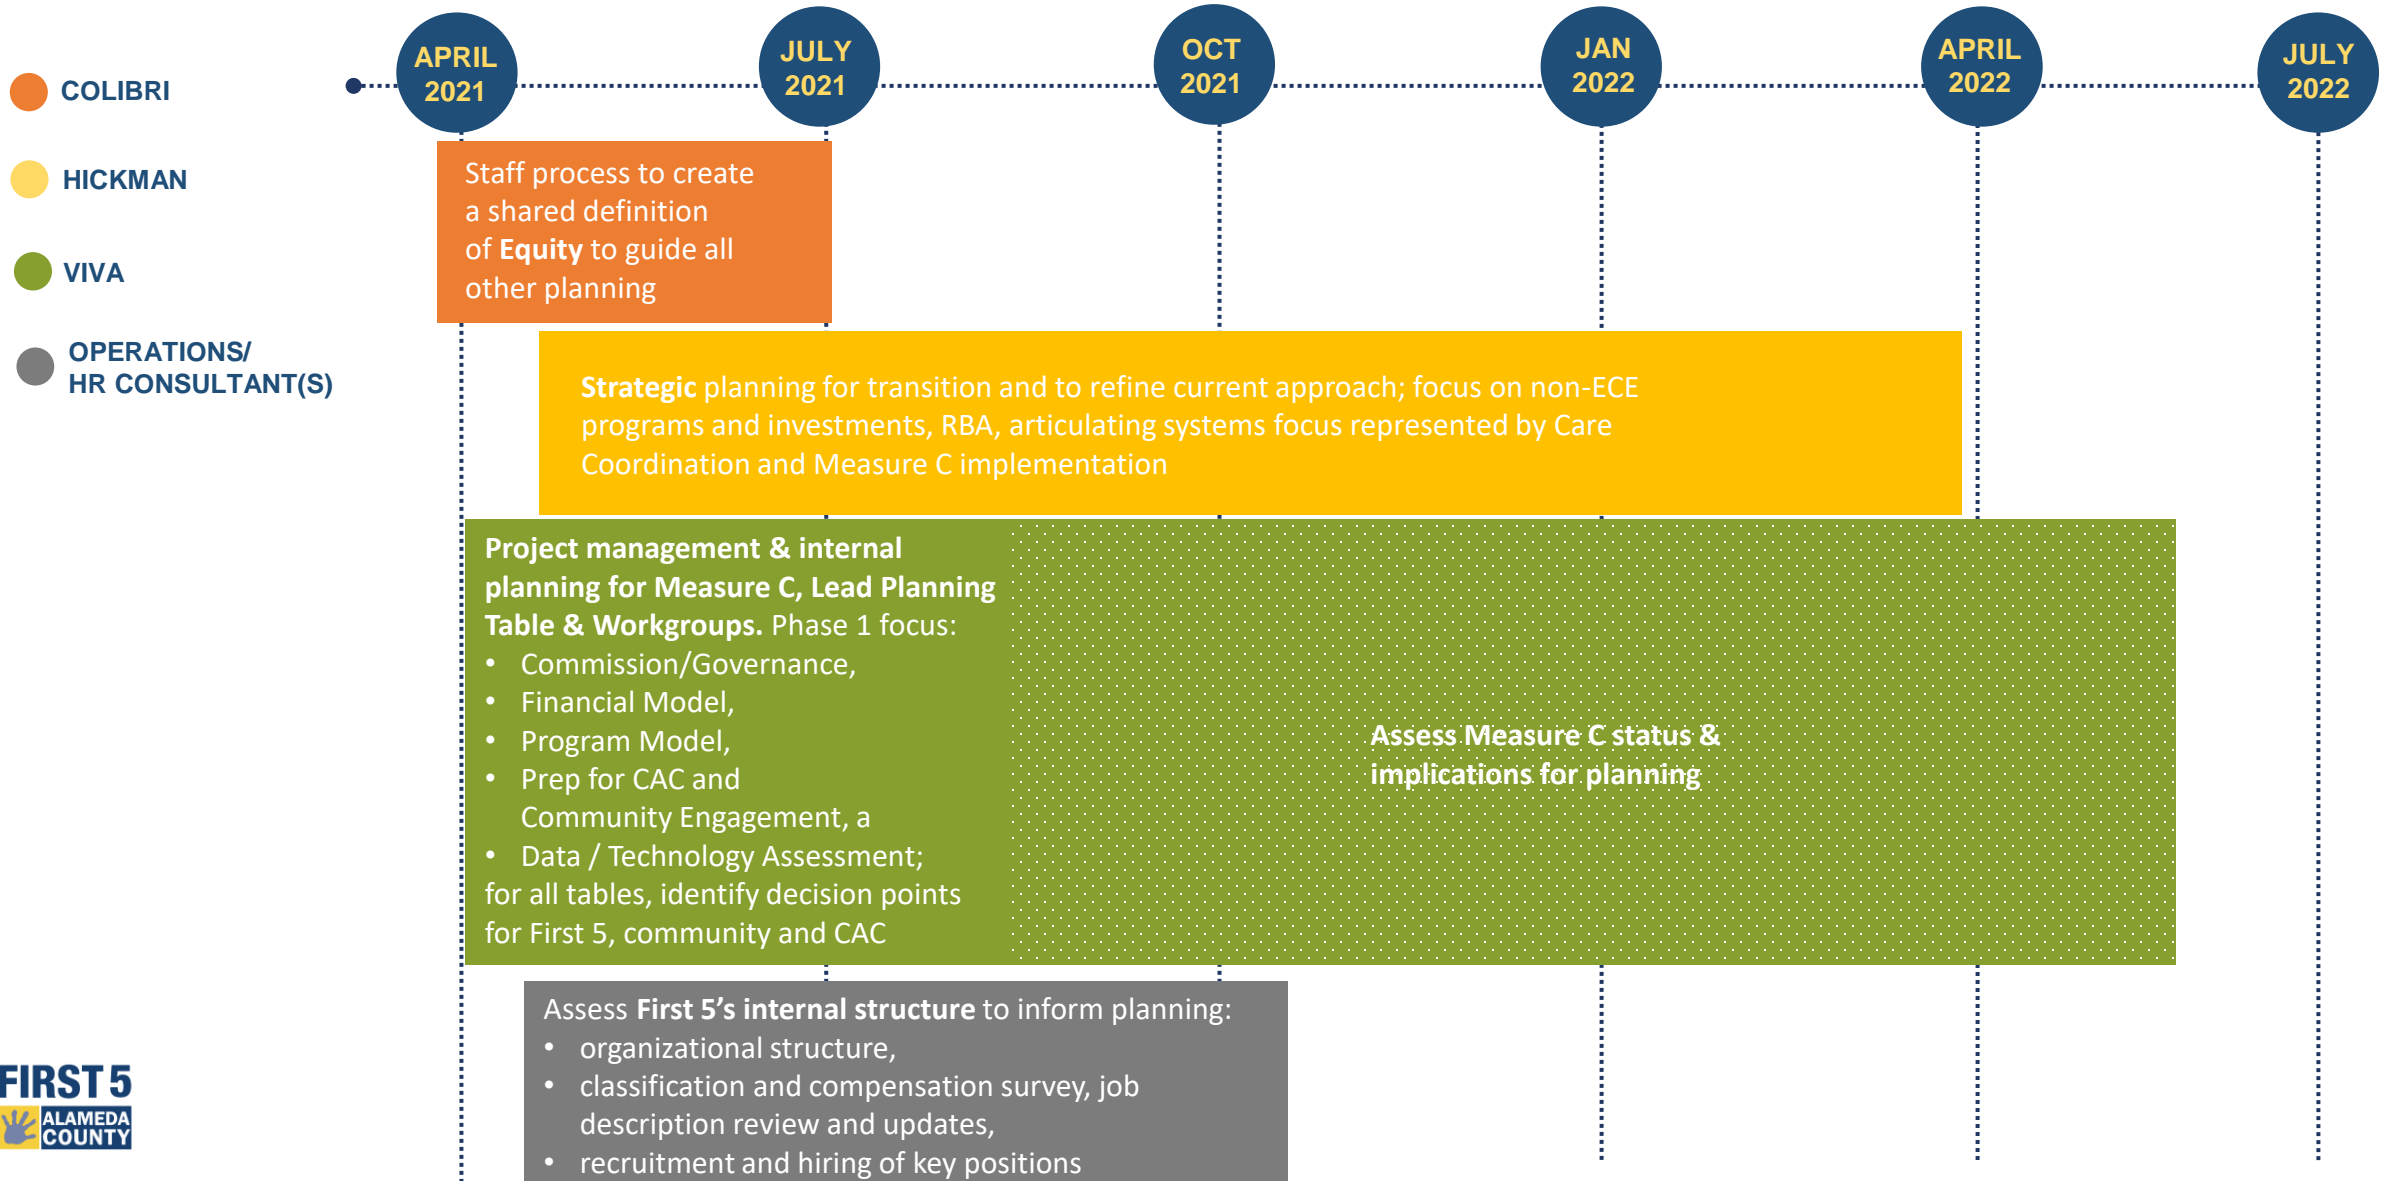 APRIL
2021
JULY
2021
OCT
2021
JAN
2022
APRIL
2022
JULY
2022
COLIBRI
HICKMAN
VIVA
OPERATIONS/
HR CONSULTANT(S)
Staff process to create
a shared definition
of Equity to guide all
other planning
Strategic planning for transition and to refine current approach; focus on non-ECE
programs and investments, RBA, articulating systems focus represented by Care
Coordination and Measure C implementation
Project management & internal
planning for Measure C, Lead Planning
Table & Workgroups. Phase 1 focus:
• Commission/Governance,
• Financial Model,
• Program Model,
• Prep for CAC and
Community Engagement, a
• Data / Technology Assessment;
for all tables, identify decision points
for First 5, community and CAC
Assess Measure C status &
implications for planning
Assess First 5’s internal structure to inform planning:
• organizational structure,
• classification and compensation survey, job
description review and updates,
• recruitment and hiring of key positions
FIRST 5
ALAMEDA
COUNTY